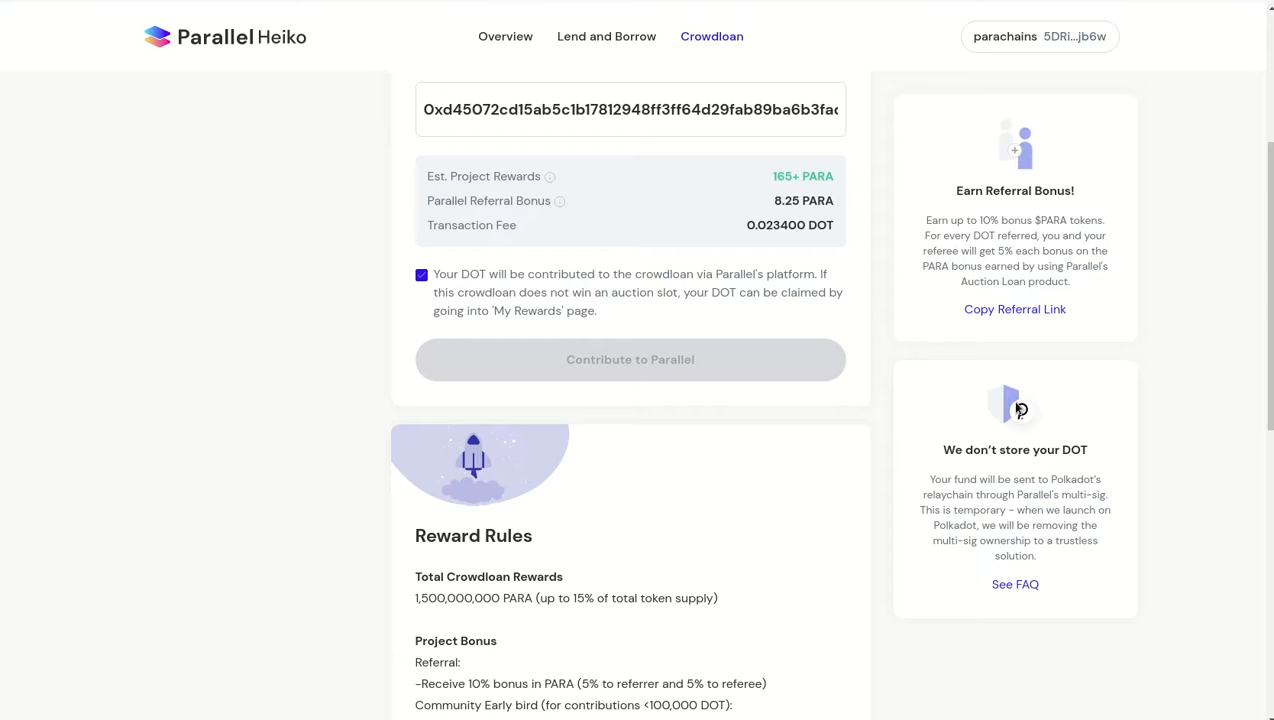 Parallel Heiko
Overview
Lend and Borrow
Crowdloan
parachains 5DRi...jb6w
0xd45072cd15ab5c1b17812948ff3ff64d29fab89ba6b3fac
Est. Project Rewards
165+ PARA
Parallel Referral Bonus
8.25 PARA
Transaction Fee
0.023400 DOT
Your DOT will be contributed to the crowdloan via Parallel's platform. If
this crowdloan does not win an auction slot, your DOT can be claimed by
going into 'My Rewards' page.
Contribute to Parallel
Reward Rules
Total Crowdloan Rewards
1,500,000,000 PARA (up to 15% of total token supply)
Project Bonus
Referral:
-Receive 10% bonus in PARA (5% to referrer and 5% to referee)
Community Early bird (for contributions <100,000 DOT):
Earn Referral Bonus!
Earn up to 10% bonus $PARA tokens.
For every DOT referred, you and your
referee will get 5% each bonus on the
PARA bonus earned by using Parallel's
Auction Loan product.
Copy Referral Link
We don't store your DOT
Your fund will be sent to Polkadot's
relaychain through Parallel's multi-sig.
This is temporary - when we launch on
Polkadot, we will be removing the
multi-sig ownership to a trustless
solution.
See FAQ